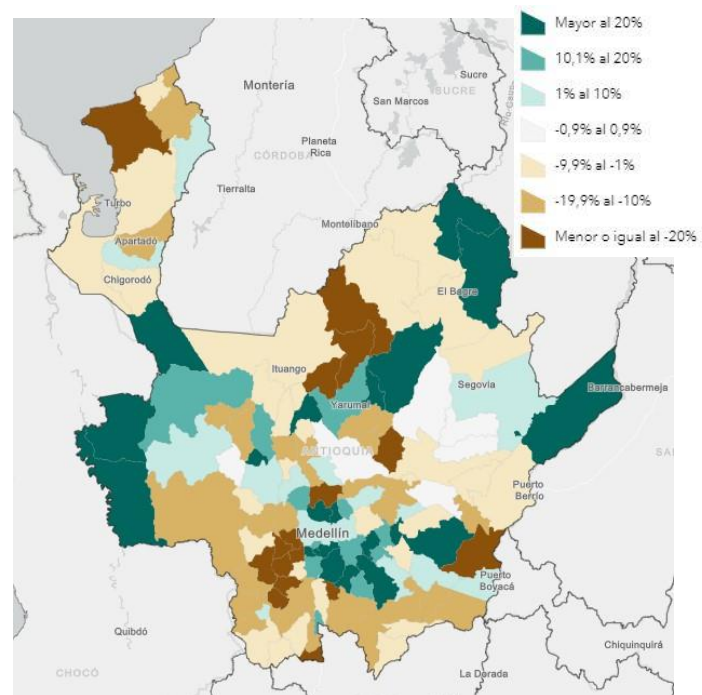 Mayor al 20%
10,1% al 20%
1% al 10%
-0,9% al 0,9%
-9,9% al -1%
-19,9% al -10%
Menor o igual al -20%
Montería
Sucre
SUCRE
San Marcos
Planeta
Rica
CÓRDOBA
Tierralta
Turbo
Montelíbano
Apartadó
El Bagre
Chigorodó
Ituango
Segovia
Barrancabermeja
Yarumal
ANTIOQUIA
Puerto
Berrío
Medellín
Puerto
Boyacá
Quibdó
Chiquinquirá
CHOCÓ
La Dorada